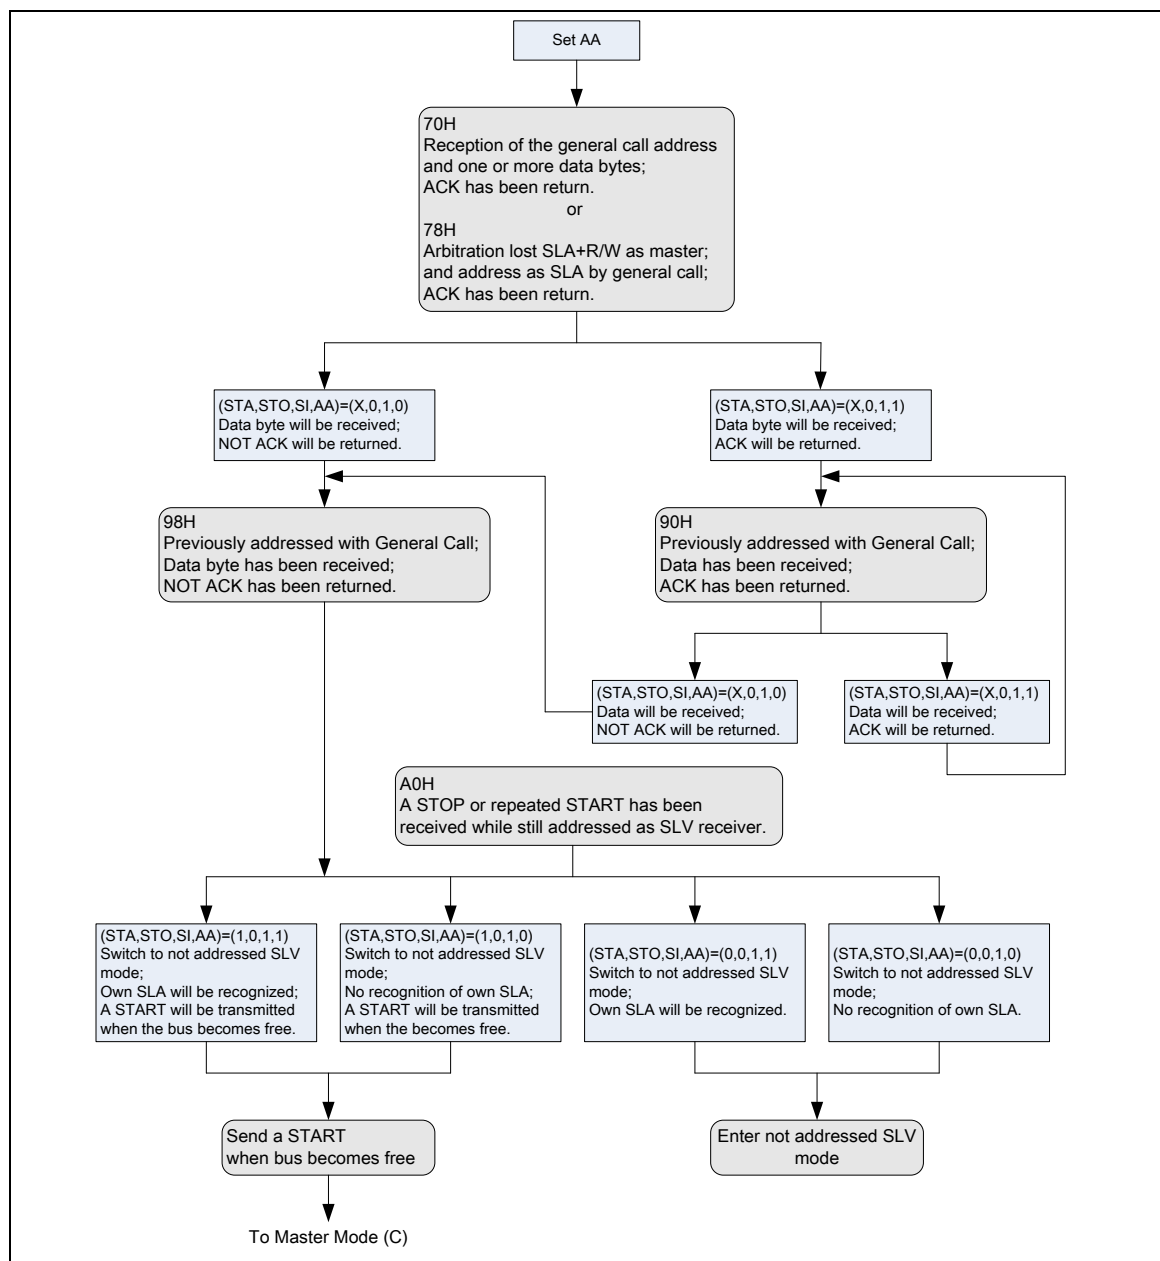 Set AA
70H
Reception of the general call address
and one or more data bytes;
ACK has been return.
or
78H
Arbitration lost SLA+R/W as master;
and address as SLA by general call;
ACK has been return.
(STA,STO,SI,AA)=(X,0,1,0)
Data byte will be received;
NOT ACK will be returned.
(STA,STO,SI,AA)=(X,0,1,1)
Data byte will be received;
ACK will be returned.
98H
Previously addressed with General Call;
Data byte has been received;
NOT ACK has been returned.
90H
Previously addressed with General Call;
Data has been received;
ACK has been returned.
(STA,STO,SI,AA)=(X,0,1,0)
Data will be received;
NOT ACK will be returned.
(STA,STO,SI,AA)=(X,0,1,1)
Data will be received;
ACK will be returned.
A0H
A STOP or repeated START has been
received while still addressed as SLV receiver.
(STA,STO,SI,AA)=(1,0,1,1)
Switch to not addressed SLV
mode;
Own SLA will be recognized;
A START will be transmitted
when the bus becomes free.
(STA,STO,SI,AA)=(1,0,1,0)
Switch to not addressed SLV
mode;
No recognition of own SLA;
A START will be transmitted
when the becomes free.
(STA,STO,SI,AA)=(0,0,1,1)
Switch to not addressed SLV
mode;
Own SLA will be recognized.
(STA,STO,SI,AA)=(0,0,1,0)
Switch to not addressed SLV
mode;
No recognition of own SLA.
Send a START
when bus becomes free
Enter not addressed SLV
mode
To Master Mode (C)